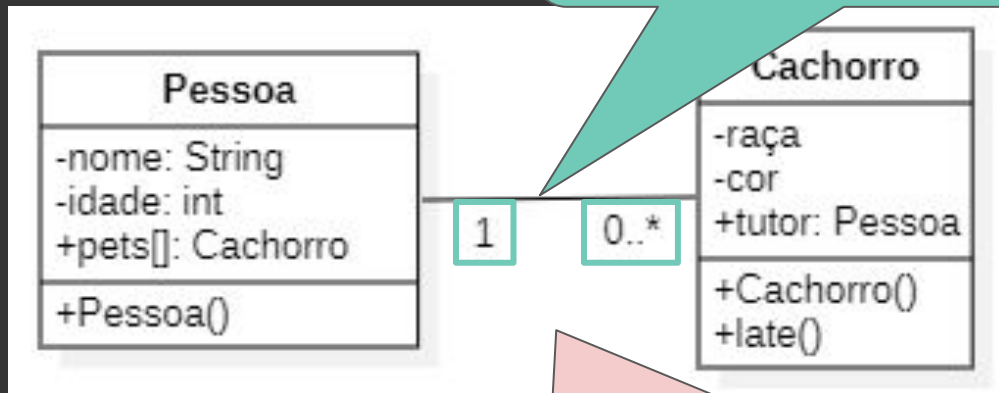 Pessoa
-nome: String
-idade: int
+pets[]: Cachorro
+Pessoa()
1
0..*
Cachorro
-raça
-cor
+tutor: Pessoa
+Cachorro()
+late()